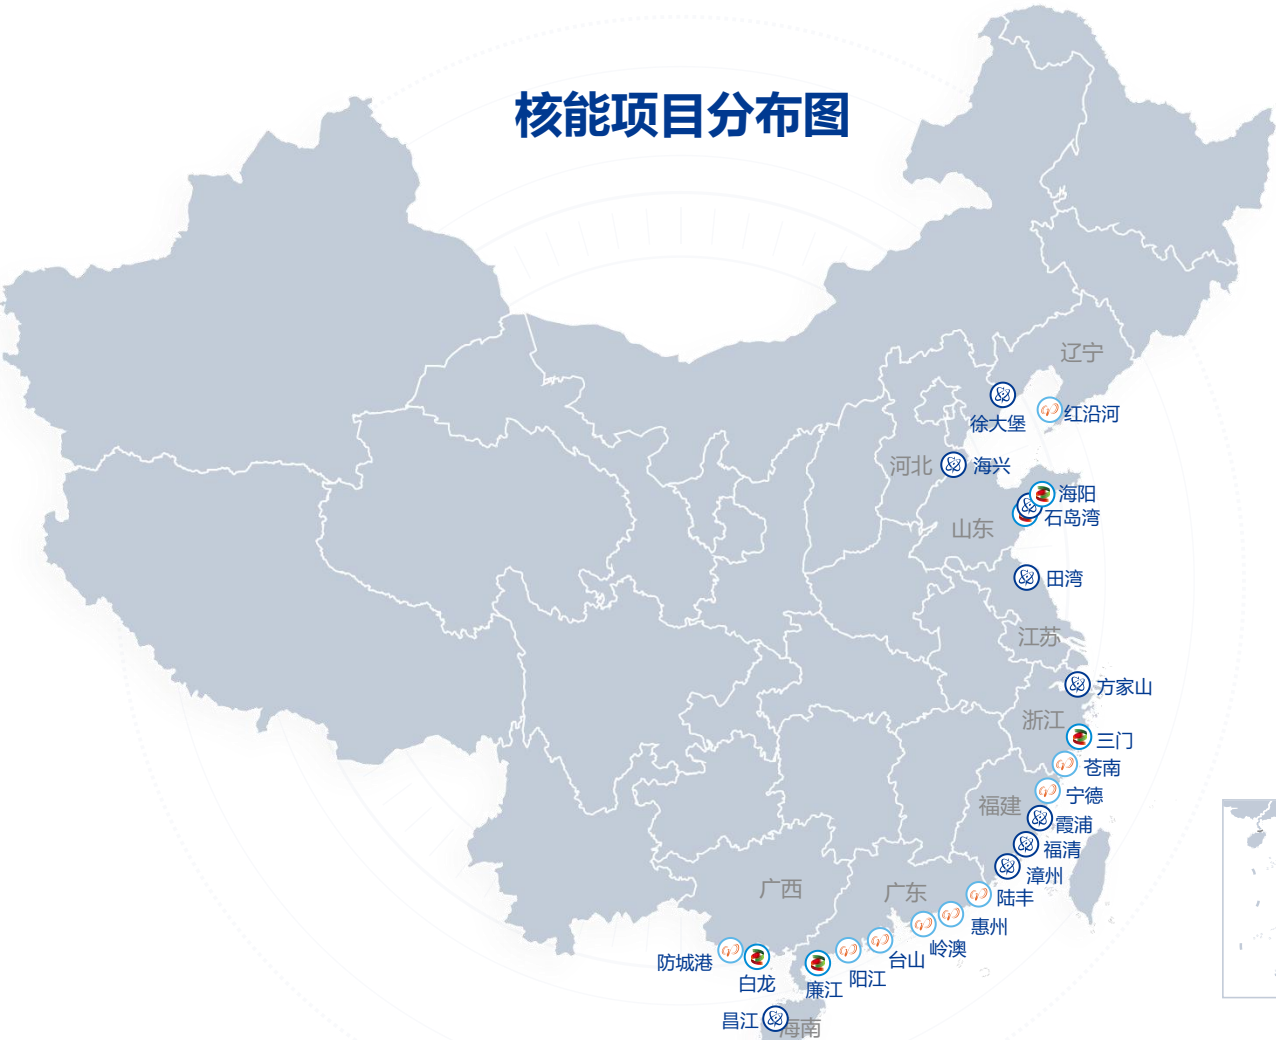 核能项目分布图
辽宁
徐大堡
红沿河
河北
海兴
海阳
石岛湾
山东
田湾
江苏
方家山
浙江
三门
苍南
宁德
福建
霞浦
福清
漳州
广西
广东
陆丰
惠州
岭澳
台山
防城港
白龙
廉江
阳江
昌江
海南